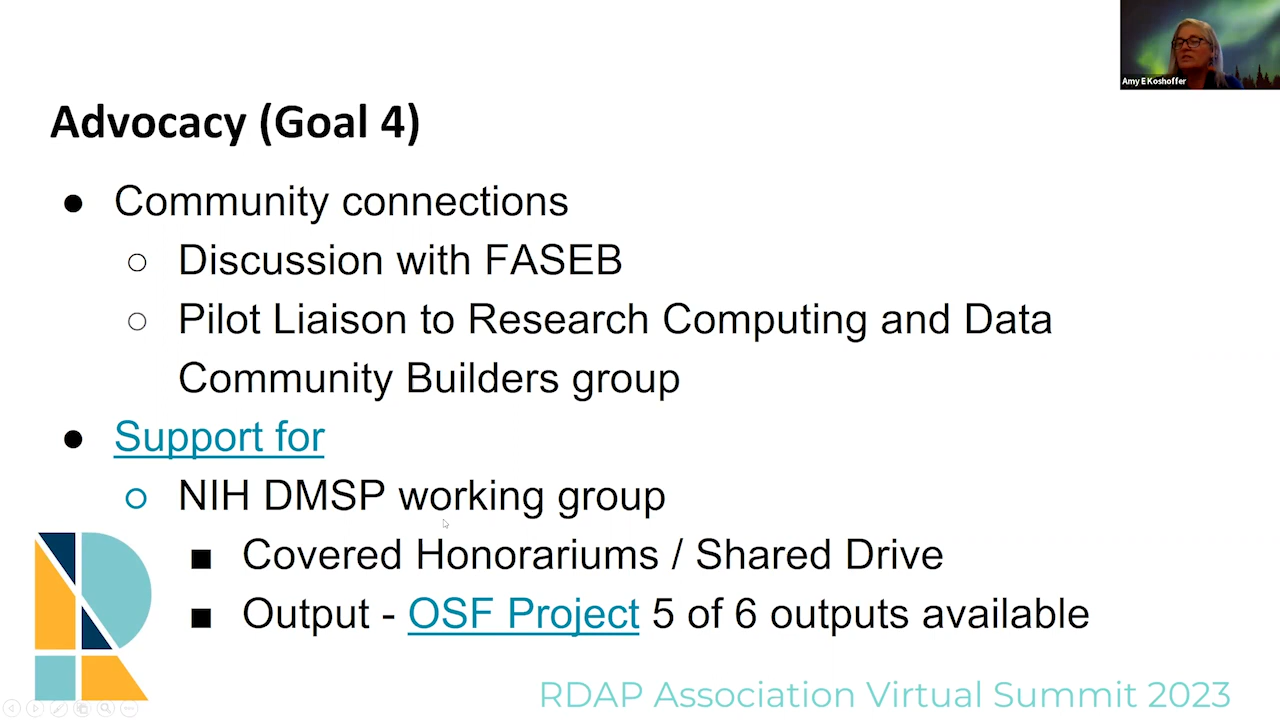 Amy E Koshoffer
Advocacy (Goal 4)
● Community connections
○ Discussion with FASEB
○ Pilot Liaison to Research Computing and Data
Community Builders group
● Support for
○ NIH DMSP working group
■ Covered Honorariums / Shared Drive
■ Output - OSF Project 5 of 6 outputs available
RDAP Association Virtual Summit 2023